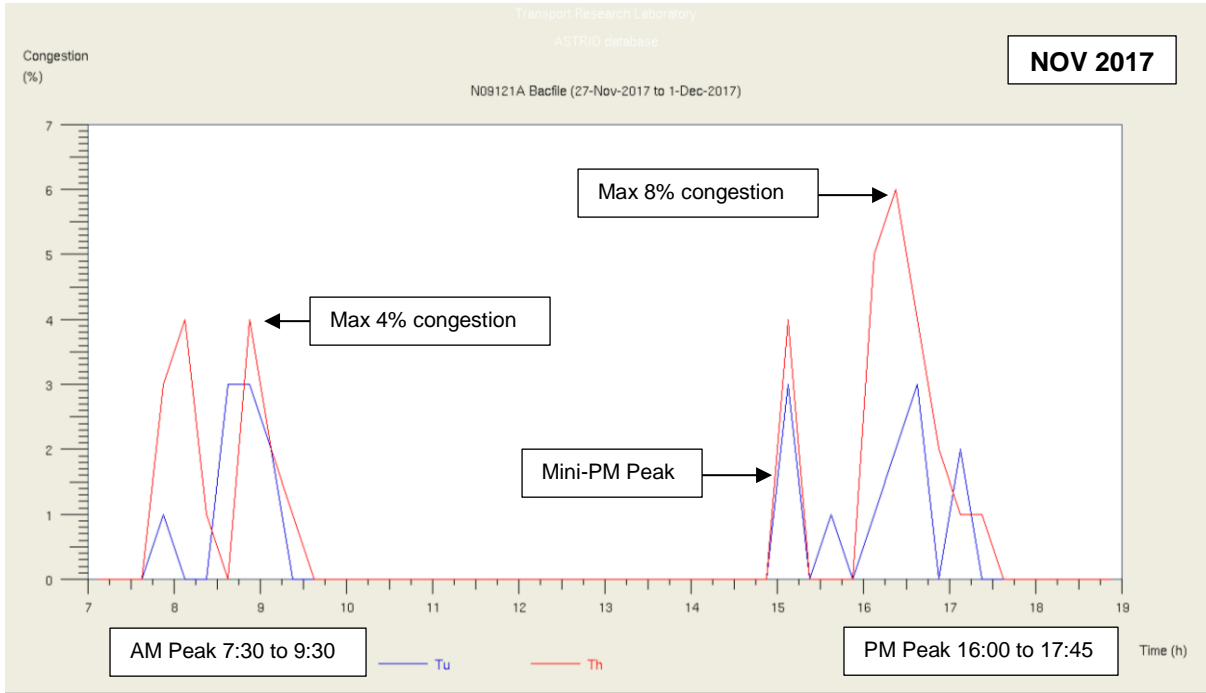 Transport Research Laboratory
ASTRID database
Congestion
(%)
NOV 2017
N09121A Bacfile (27-Nov-2017 to 1-Dec-2017)
7
6
5
4
3
2
1
0
Max 8% congestion
Max 4% congestion
Mini-PM Peak
7 8 9 10 11 12 13 14 15 16 17 18 19
AM Peak 7:30 to 9:30
PM Peak 16:00 to 17:45
Time (h)
Tu Th